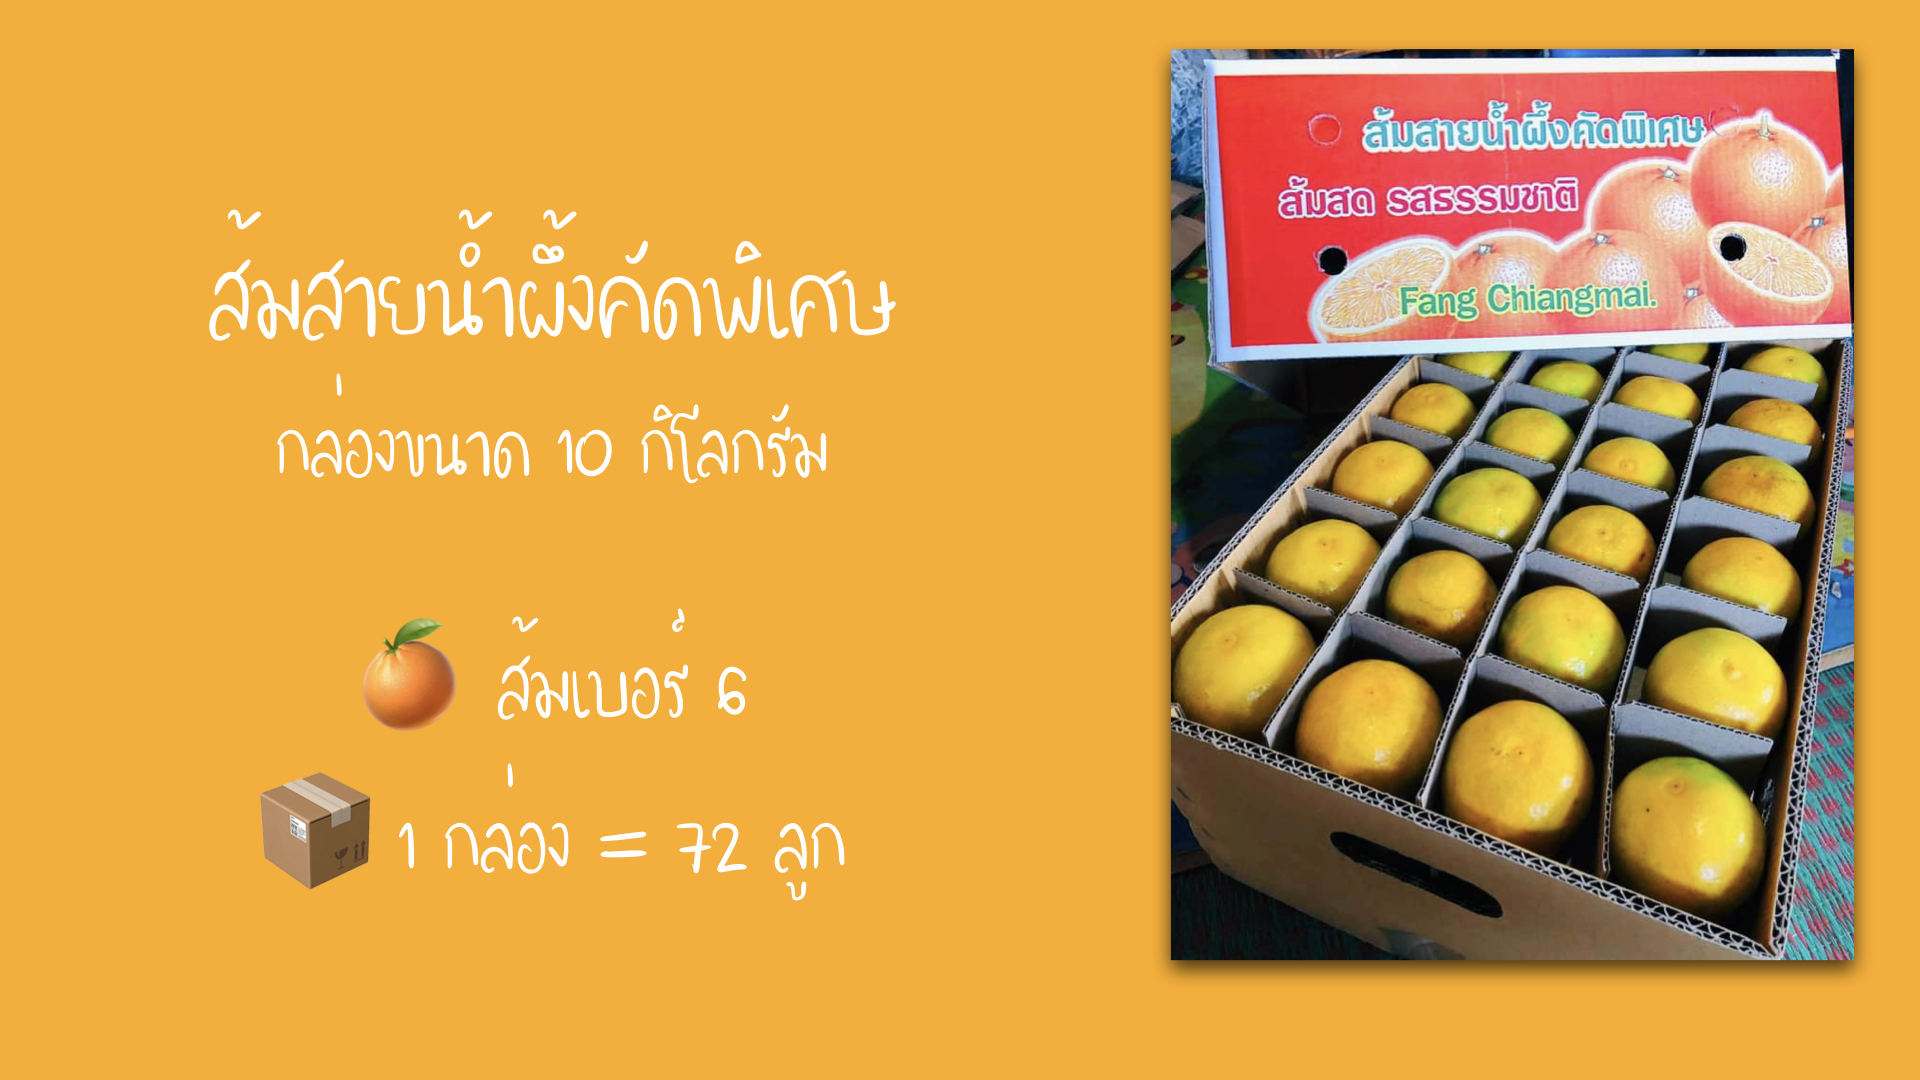 ส้มสายน้ำผึ้งคัดพิเศษ
กล่องขนาด 10 กิโลกรัม
ส้มเบอร์ 6
1 กล่อง = 72 ลูก
ส้มสายน้ำผึ้งคัดพิเศษ
ส้มสด รสธรรมชาติ
Fang Chiangmai.